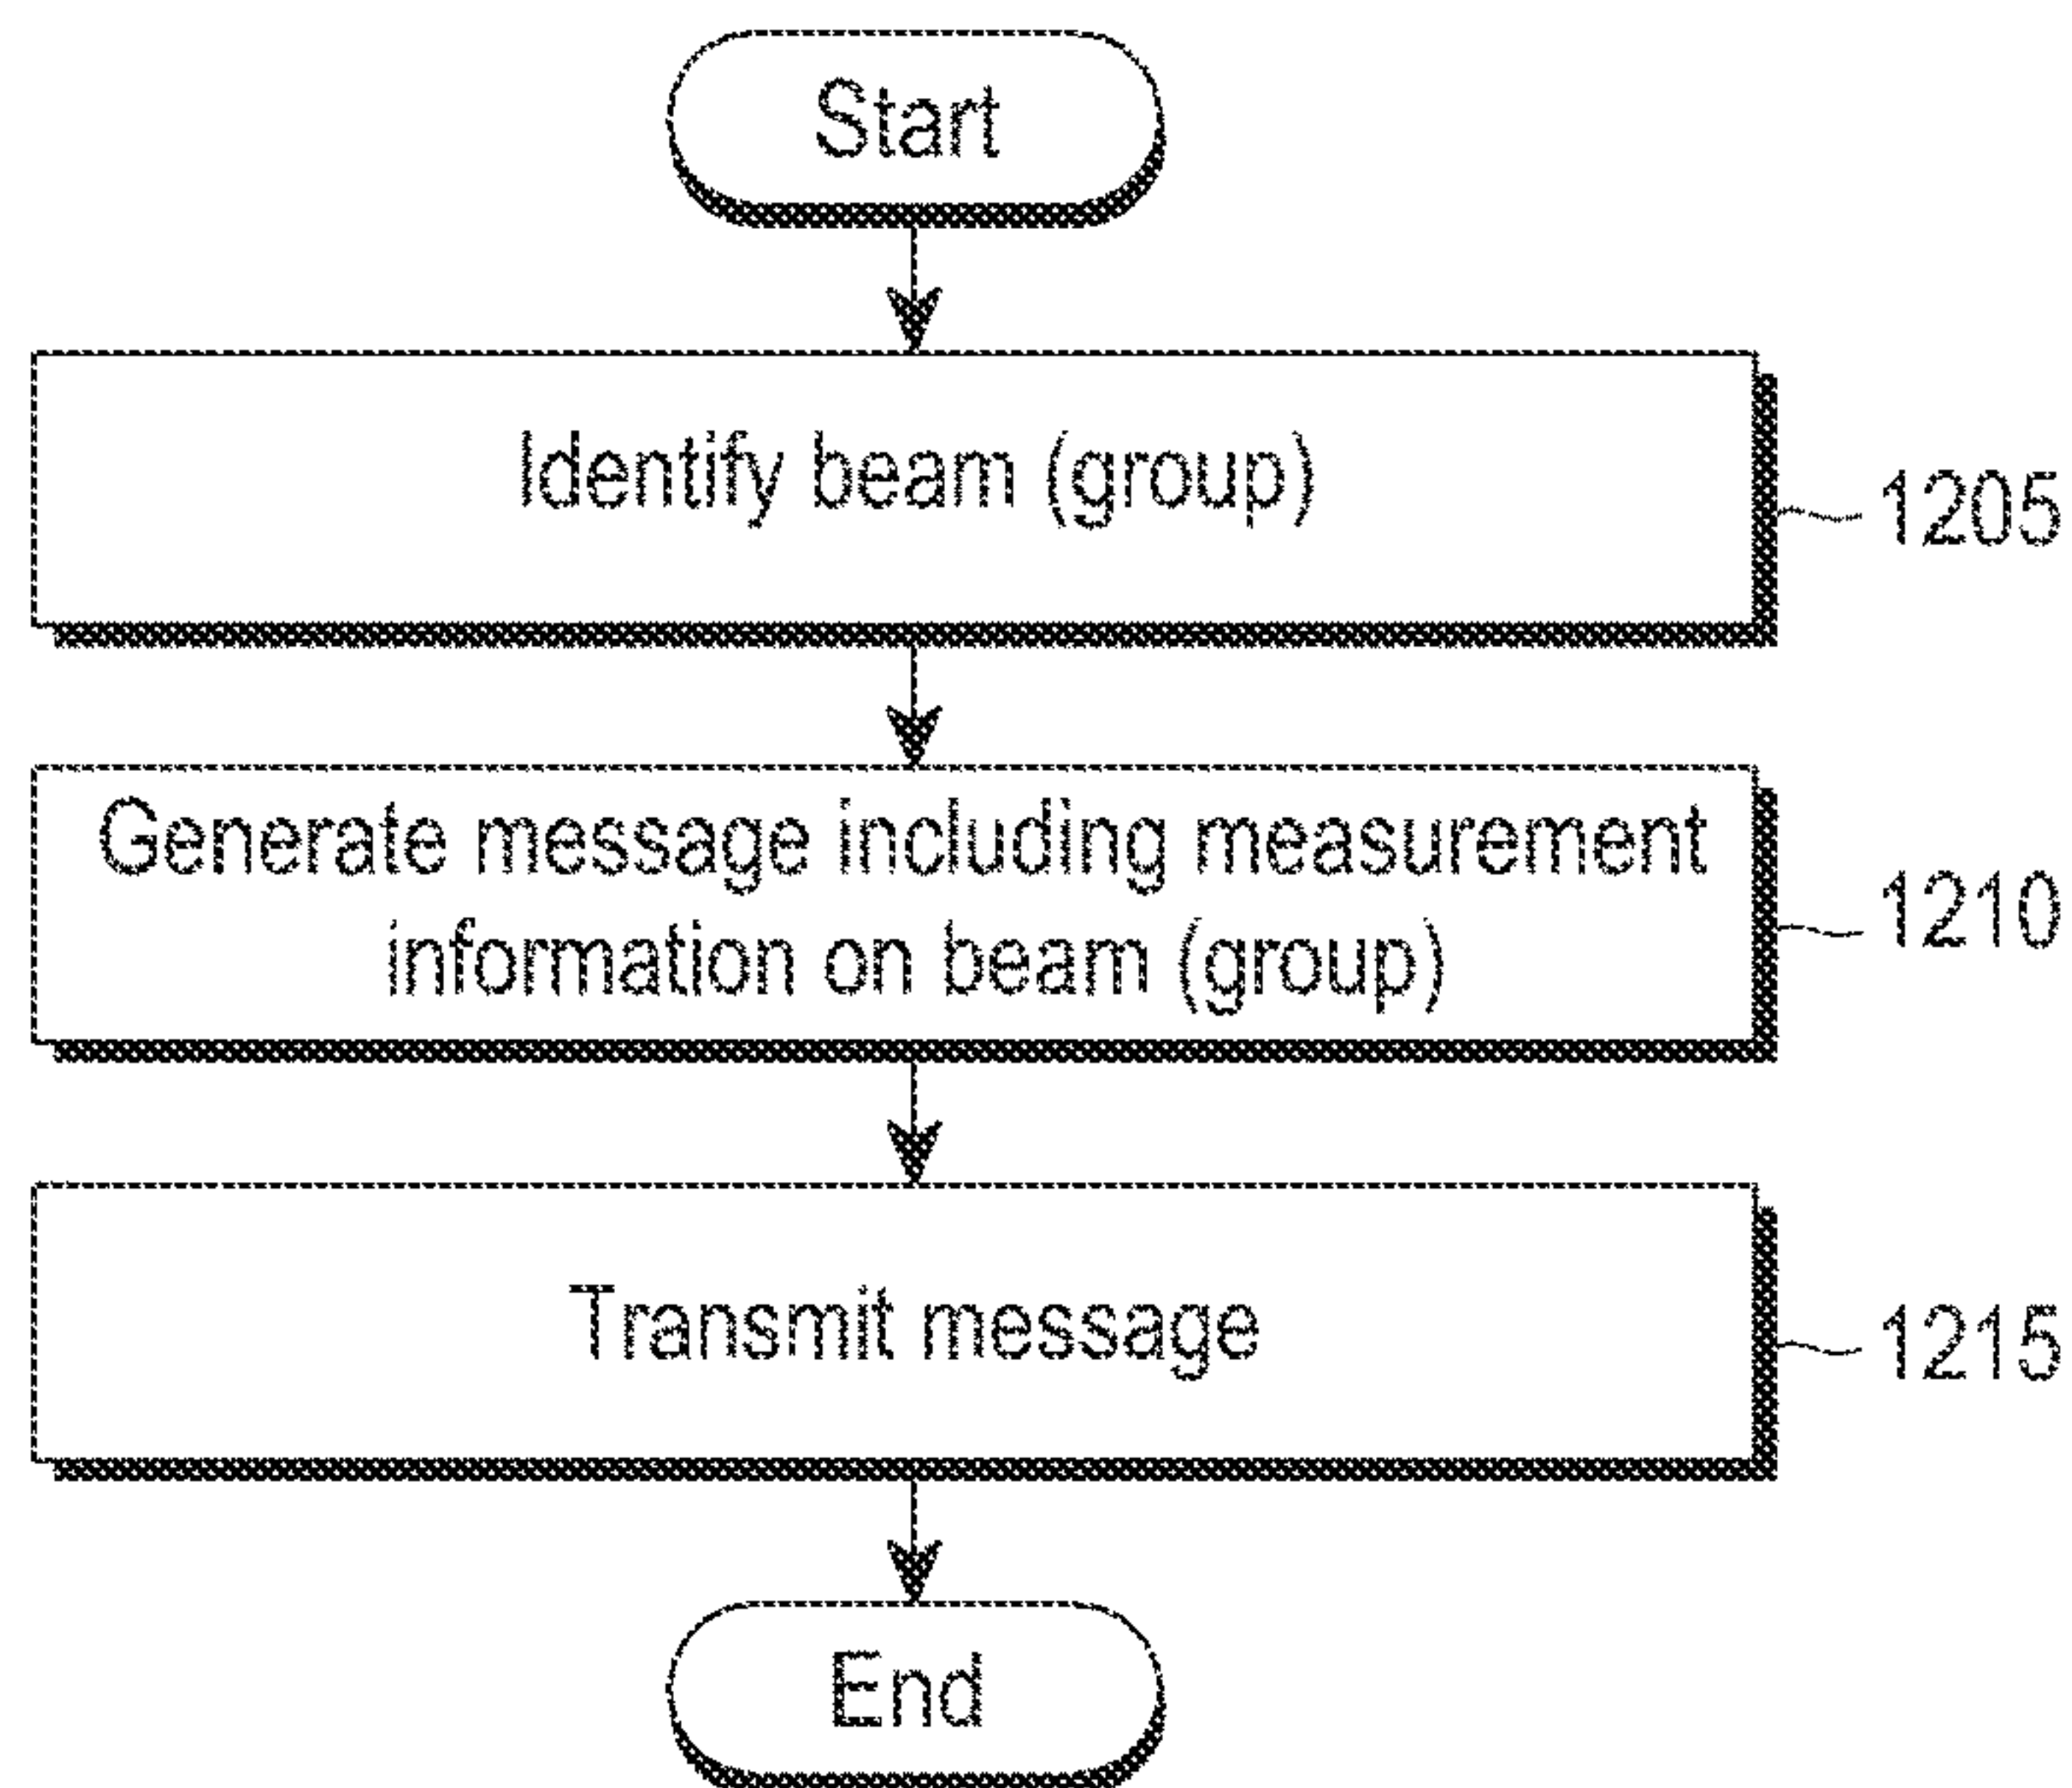 Start
Identify beam (group)
1205
Generate message including measurement
information on beam (group)
1210
Transmit message
1215
End